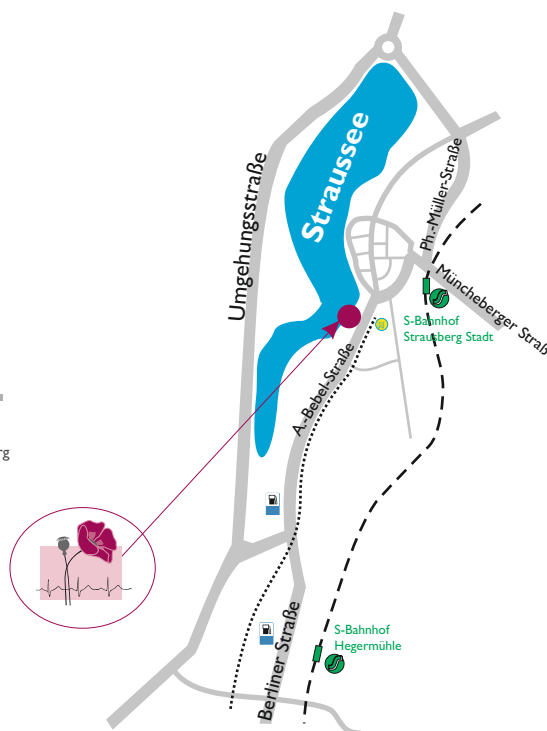 Straussee
Umgehungsstraße
Ph.-Müller-Straße
Müncheberger Straß
S-Bahnhof
Strausberg Stadt
A.-Bebel-Straße
rg
S-Bahnhof
Hegermühle
Berliner Straße